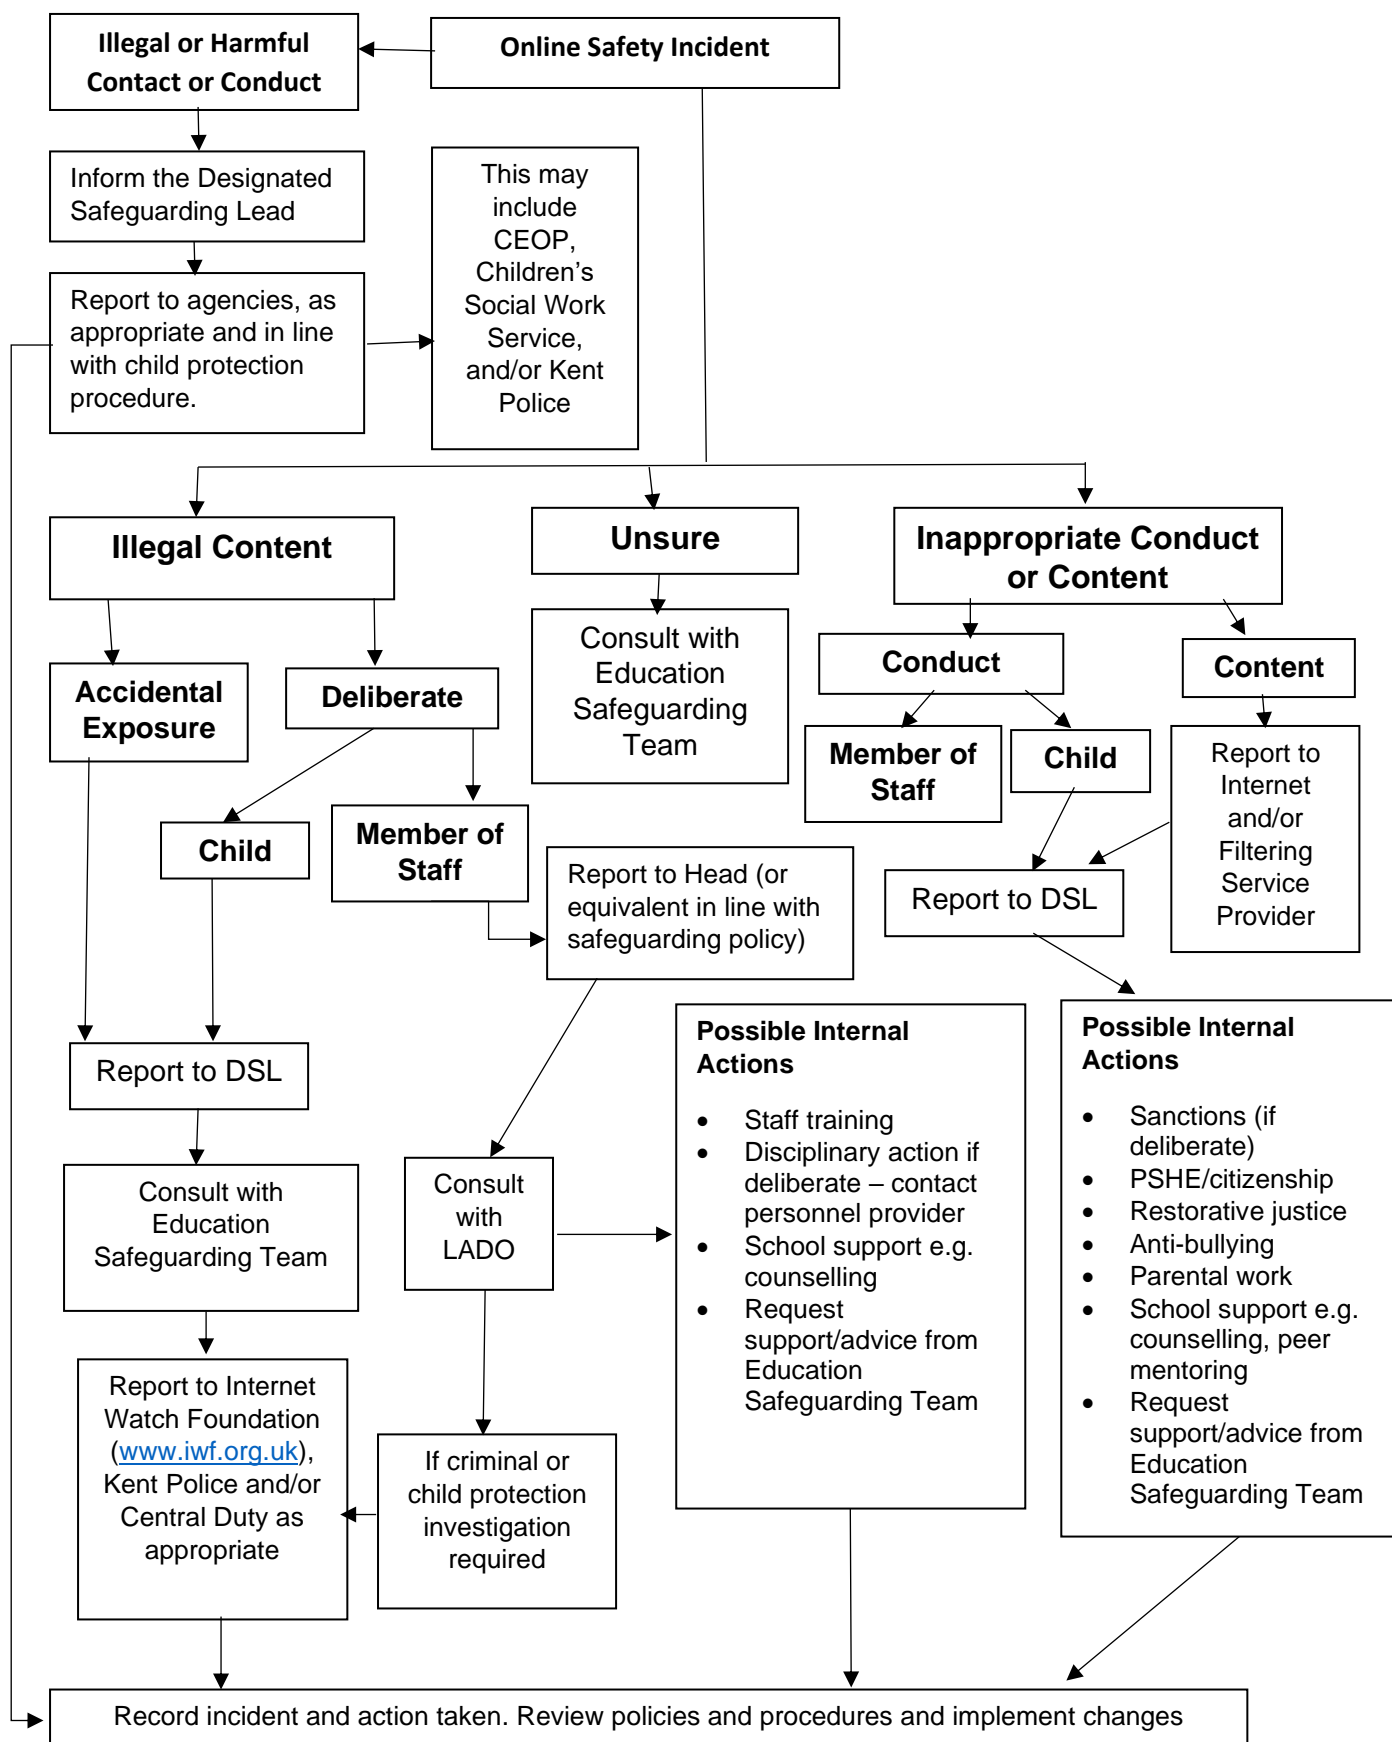 Illegal or Harmful
Contact or Conduct
Online Safety Incident
Inform the Designated
Safeguarding Lead
This may
include
CEOP,
Children’s
Social Work
Service,
and/or Kent
Police
Report to agencies, as
appropriate and in line
with child protection
procedure.
Illegal Content
Unsure
Inappropriate Conduct
or Content
Accidental
Exposure
Deliberate
Consult with
Education
Safeguarding
Team
Conduct
Content
Member of
Staff
Child
Report to
Internet
and/or
Filtering
Service
Provider
Child
Member of
Staff
Report to Head (or
equivalent in line with
safeguarding policy)
Report to DSL
Report to DSL
Consult with
Education
Safeguarding Team
Consult
with
LADO
Possible Internal
Actions
• Staff training
• Disciplinary action if
deliberate – contact
personnel provider
• School support e.g.
counselling
• Request
support/advice from
Education
Safeguarding Team
Possible Internal
Actions
• Sanctions (if
deliberate)
• PSHE/citizenship
• Restorative justice
• Anti-bullying
• Parental work
• School support e.g.
counselling, peer
mentoring
• Request
support/advice from
Education
Safeguarding Team
Report to Internet
Watch Foundation
(www.iwf.org.uk),
Kent Police and/or
Central Duty as
appropriate
If criminal or
child protection
investigation
required
Record incident and action taken. Review policies and procedures and implement changes